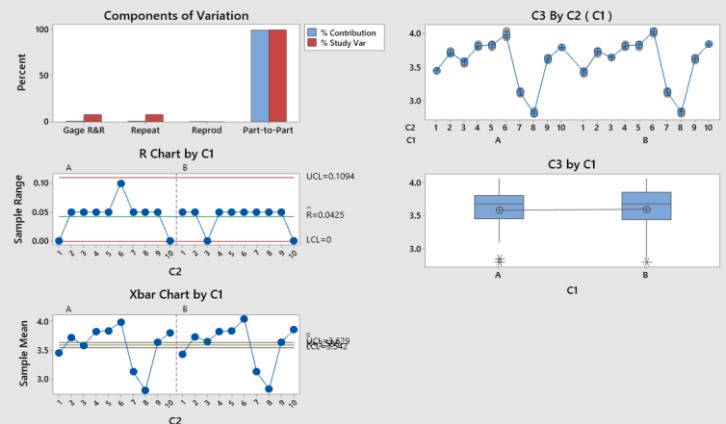 Components of Variation
% Contribution
% Study Var
100
50
0
Percent
Gage R&R Repeat Reprod Part-to-Part
R Chart by C1
A B
UCL=0.1094
R=0.0425
LCL=0
0.10
0.05
0.00
Sample Range
1 2 3 4 5 6 7 8 9 10 1 2 3 4 5 6 7 8 9 10
C2
Xbar Chart by C1
A B
4.0
3.5
3.0
Sample Mean
UCL=3.629
LCL=3.542
1 2 3 4 5 6 7 8 9 10 1 2 3 4 5 6 7 8 9 10
C2
C3 By C2 ( C1 )
4.0
3.5
3.0
C2 1 2 3 4 5 6 7 8 9 10 1 2 3 4 5 6 7 8 9 10
C1 A B
C3 by C1
4.0
3.5
3.0
A B
C1